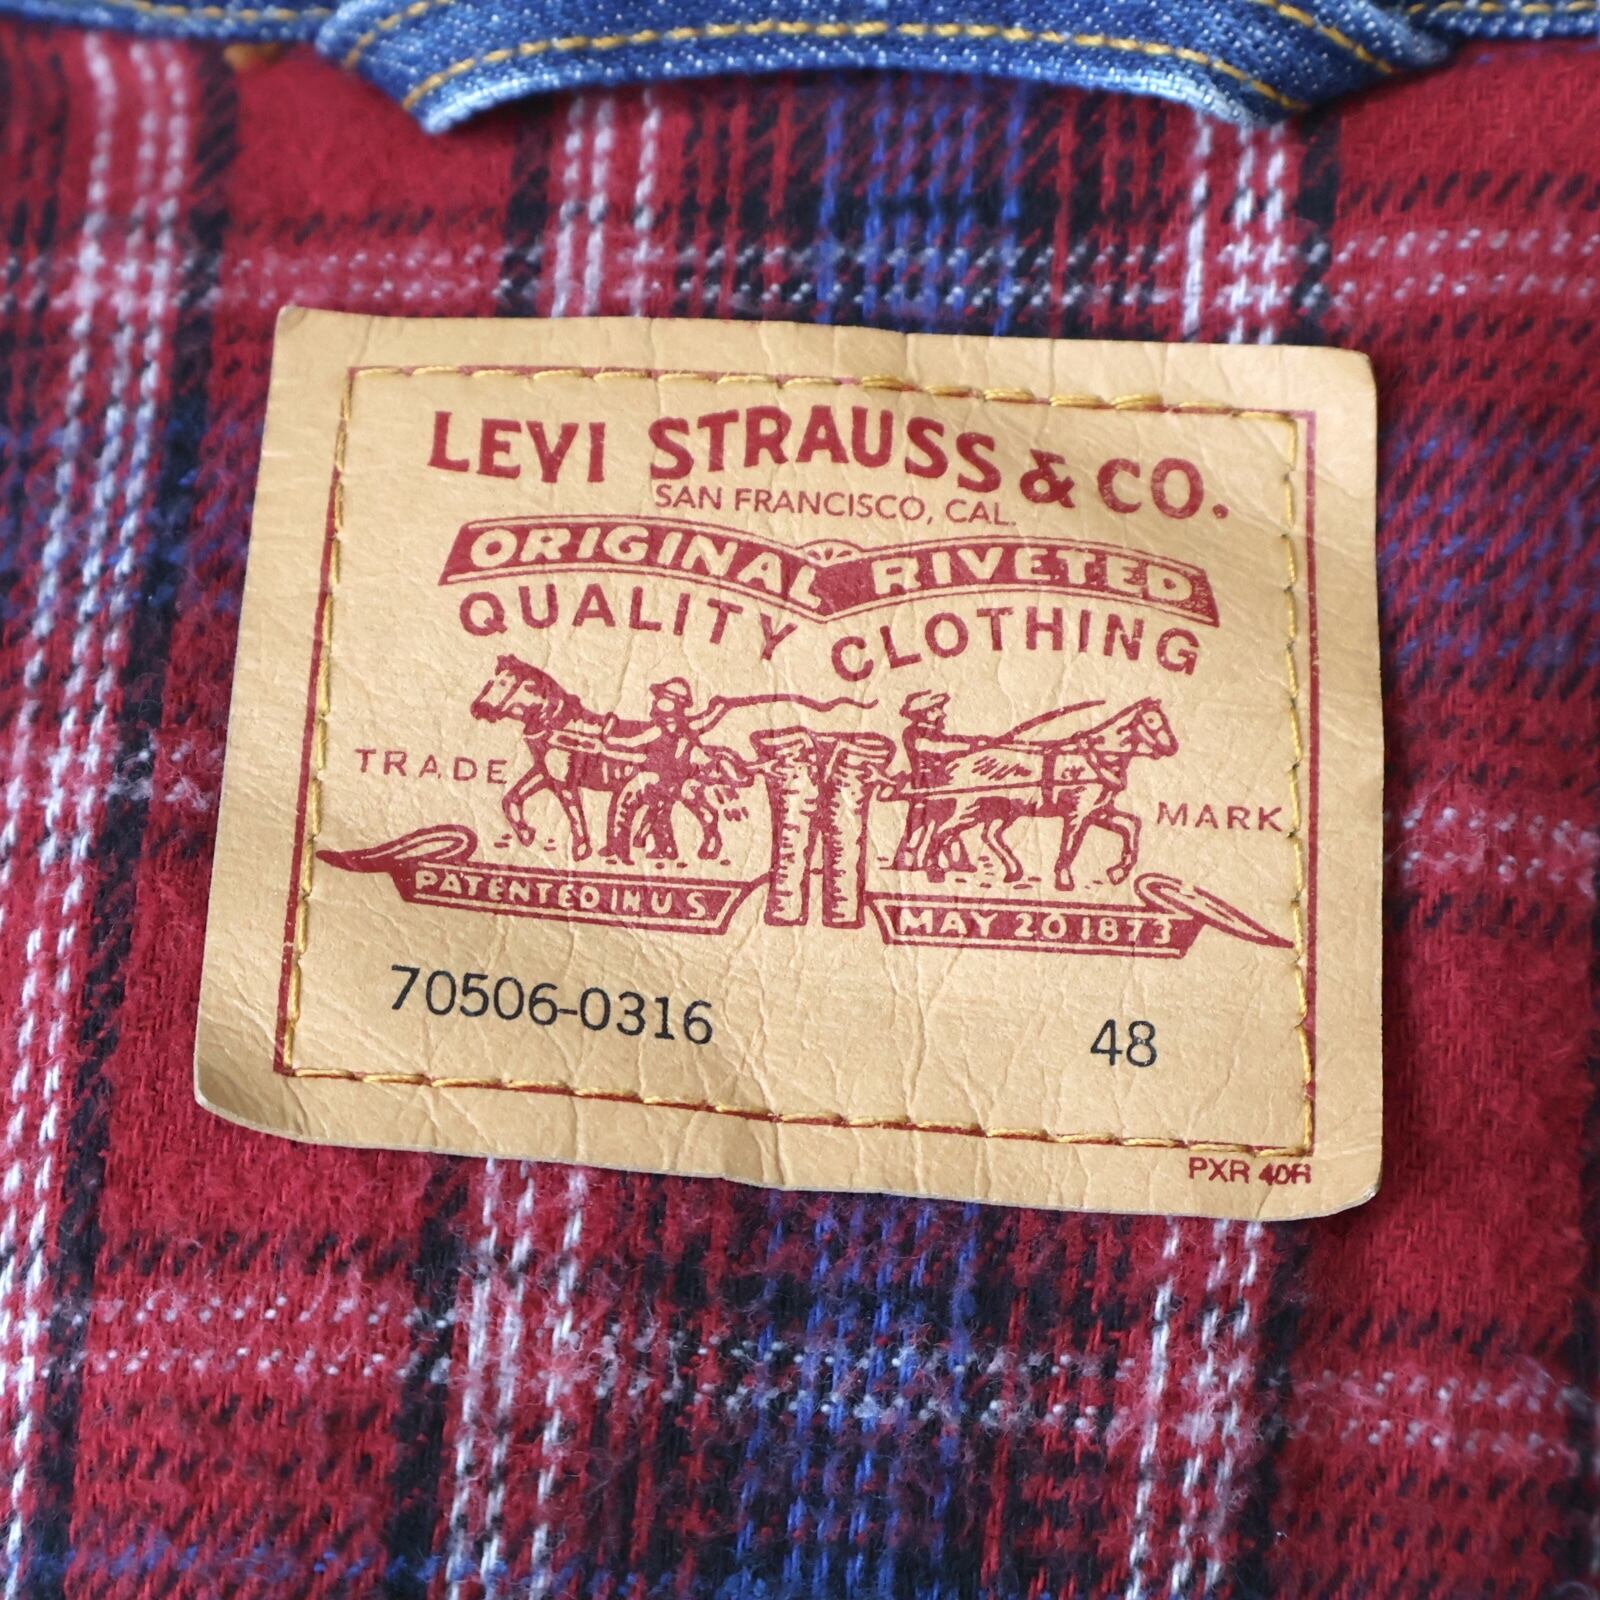 LEVI STRAUSS & CO.
SAN FRANCISCO, CAL.
ORIGINAL RIVETED
QUALITY CLOTHING
TRADE MARK
PATENTED IN U S MAY 20 1873
70506-0316 48
PXR 40R